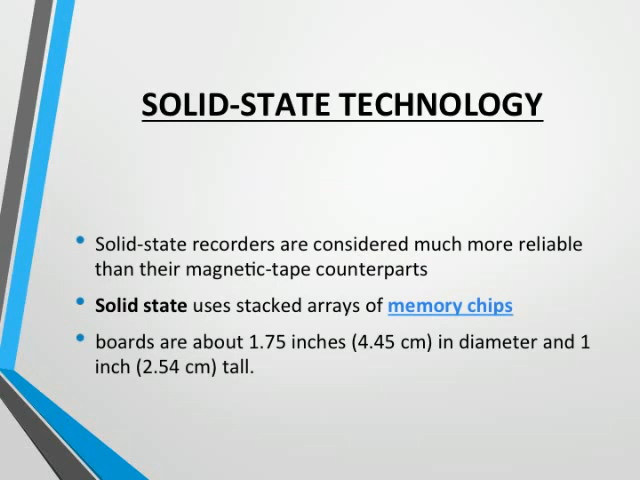 SOLID-STATE TECHNOLOGY
• Solid-state recorders are considered much more reliable
than their magnetic-tape counterparts
• Solid state uses stacked arrays of memory chips
• boards are about 1.75 inches (4.45 cm) in diameter and 1
inch (2.54 cm) tall.